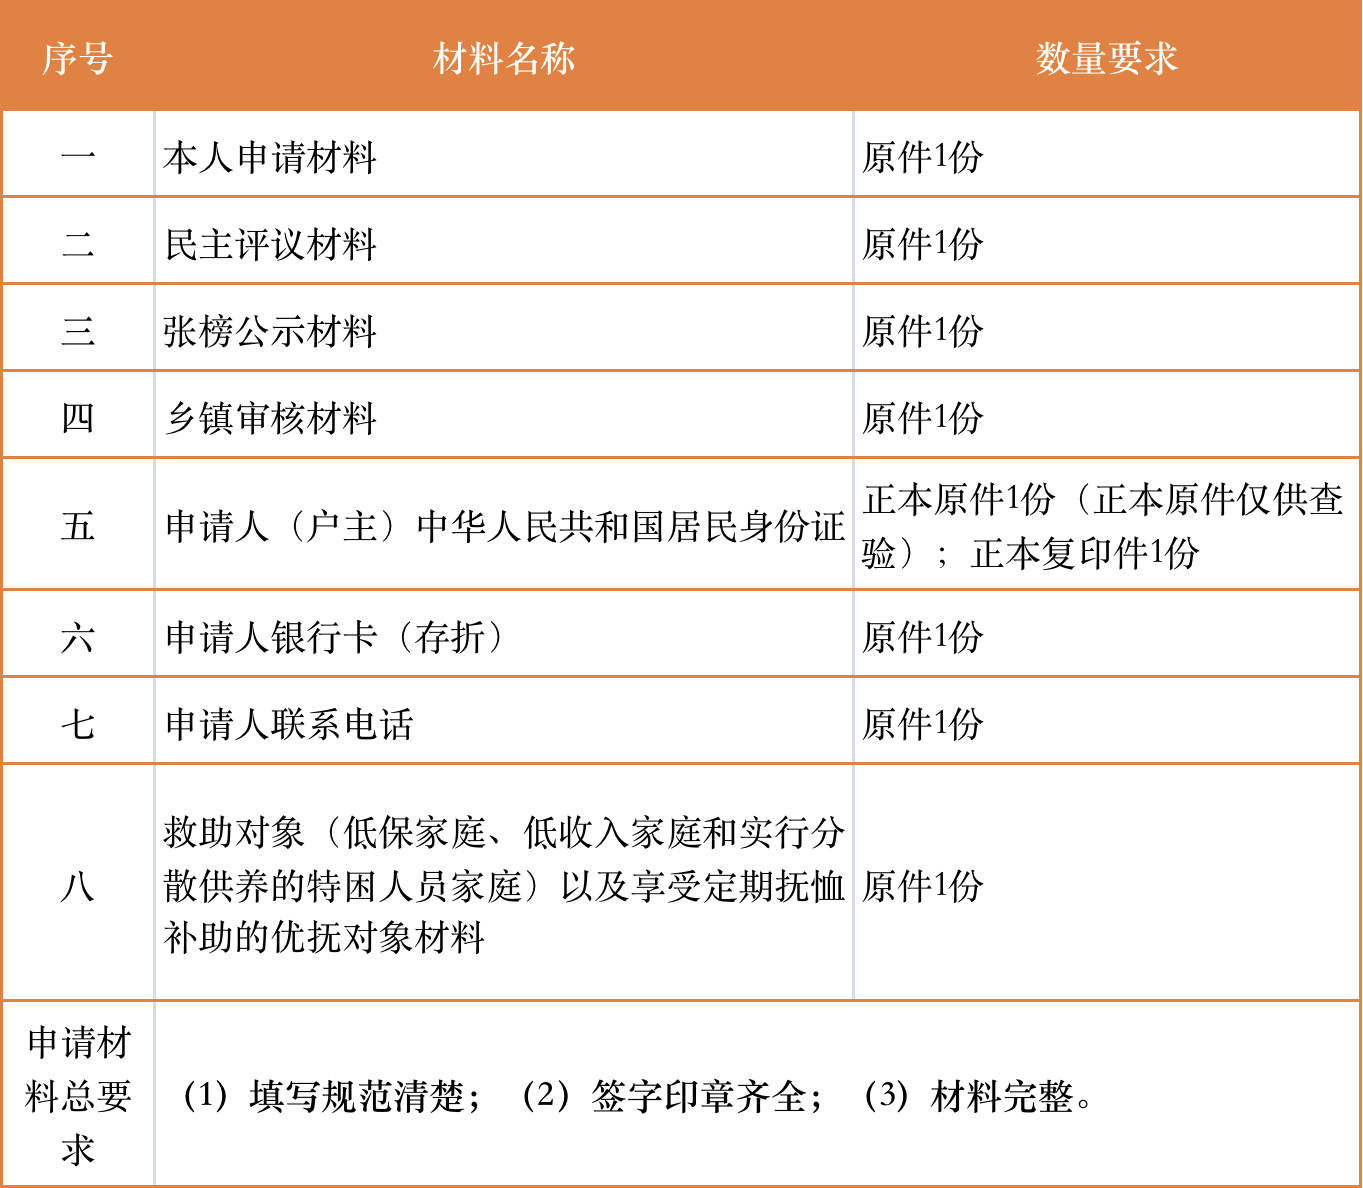 序号 材料名称 数量要求
一 本人申请材料 原件1份
二 民主评议材料 原件1份
三 张榜公示材料 原件1份
四 乡镇审核材料 原件1份
五 申请人（户主）中华人民共和国居民身份证 正本原件1份（正本原件仅供查
验）；正本复印件1份
六 申请人银行卡（存折） 原件1份
七 申请人联系电话 原件1份
八 救助对象（低保家庭、低收入家庭和实行分
散供养的特困人员家庭）以及享受定期抚恤
补助的优抚对象材料 原件1份
申请材
料总要
求
（1）填写规范清楚；（2）签字印章齐全；（3）材料完整。